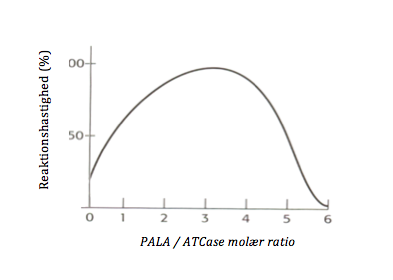 Reaktionshastighed (%)
00
50
0 1 2 3 4 5 6
PALA / ATCase molær ratio